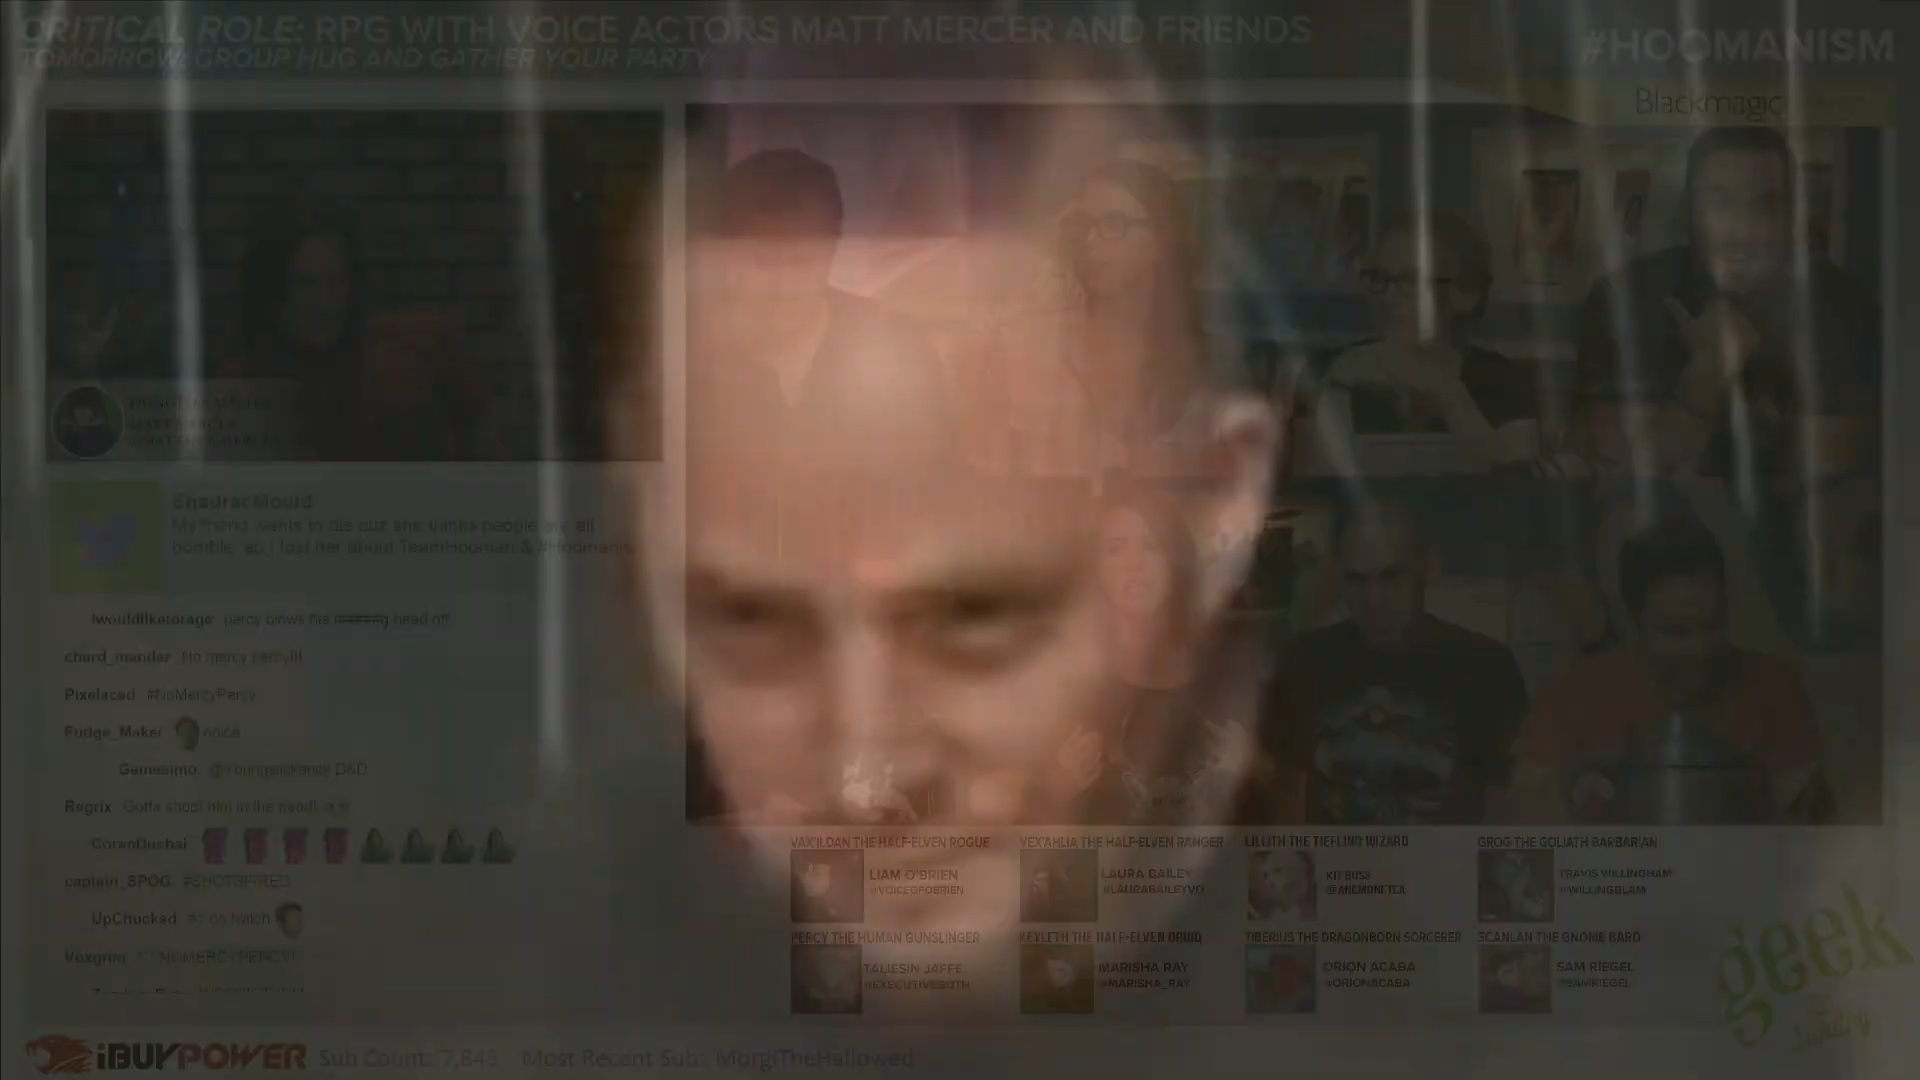 CRITICAL ROLE: RPG WITH VOICE ACTORS MATT MERCER AND FRIENDS
TOMORROW: GROUP HUG AND GATHER YOUR PARTY
#HOOMANISM
Blackmagic
ShadracMould
My friend wants to die cuz she thinks people are all
horrible, so i told her about TeamHooman & #Hoomanis
Iwouldliketorage percy blows his head off
chard_mander No mercy percy!!!
Pixelaced #NoMercyPercy
Fudge_Maker noice
Gemesimo D&D
Regrix Gotta shoot him in the head!
CoranDushai
captain_SPOG #SHOTSFIRED
UpChucked on twitch
Voxgrim NOMERCYPERCY!
VAX'ILDAN THE HALF-ELVEN ROGUE
LIAM O'BRIEN
@VOICEOFOBRIEN
VEX'AHLIA THE HALF-ELVEN RANGER
LAURA BAILEY
@LAURABAILEYVO
LILLITH THE TIEFLING WIZARD
KIT BUSS
@ANEMONETEA
GROG THE GOLIATH BARBARIAN
TRAVIS WILLINGHAM
@WILLINGBLAM
PERCY THE HUMAN GUNSLINGER
TALIESIN JAFFE
@EXECUTIVEGOTH
KEYLETH THE HALF-ELVEN DRUID
MARISHA RAY
@MARISHA_RAY
TIBERIUS THE DRAGONBORN SORCERER
ORION ACABA
@ORIONACABA
SCANLAN THE GNOME BARD
SAM RIEGEL
@SAMRIEGEL
geek
Sundry
iBUYPOWER Sub Count: 7,843 Most Recent Sub: MorgiTheHallowed